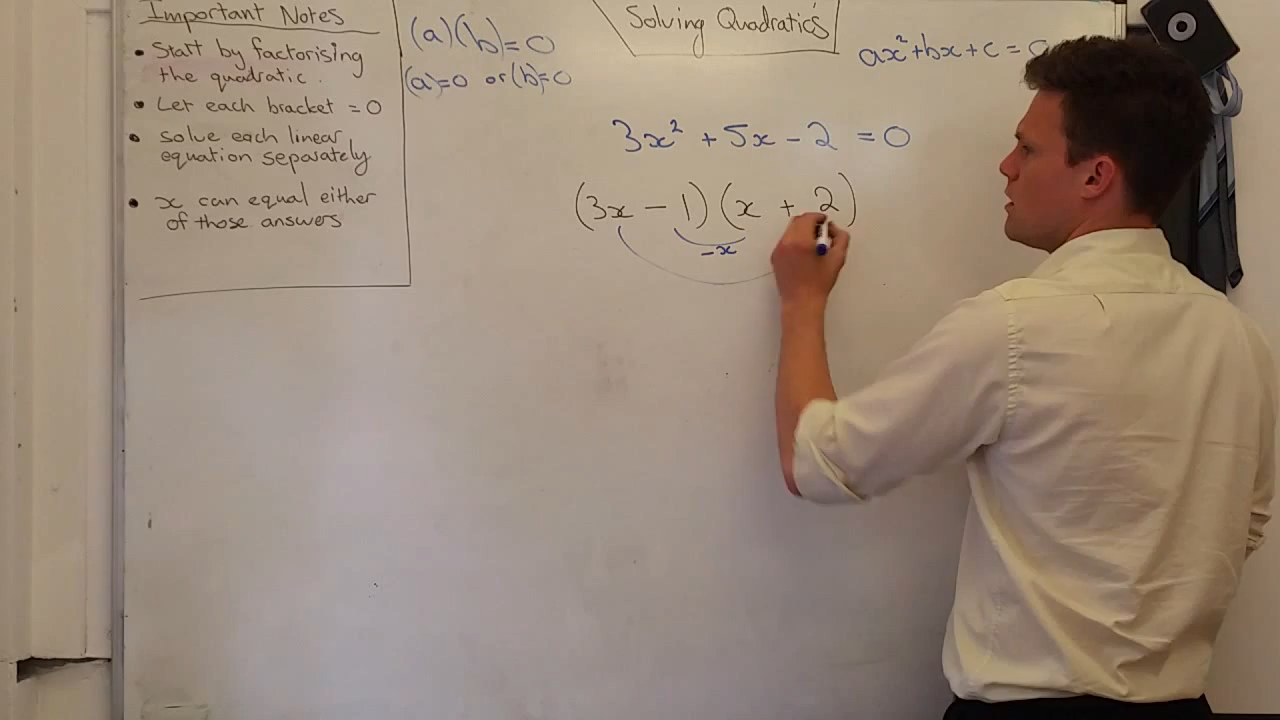 Important Notes
• Start by factorising
the quadratic.
• Let each bracket = 0
• solve each linear
equation separately
• x can equal either
of those answers
(a)(b)=0
(a)=0 or (b)=0
Solving Quadratics
ax²+bx+c=0
3x² + 5x - 2 = 0
(3x - 1)(x + 2)
-x